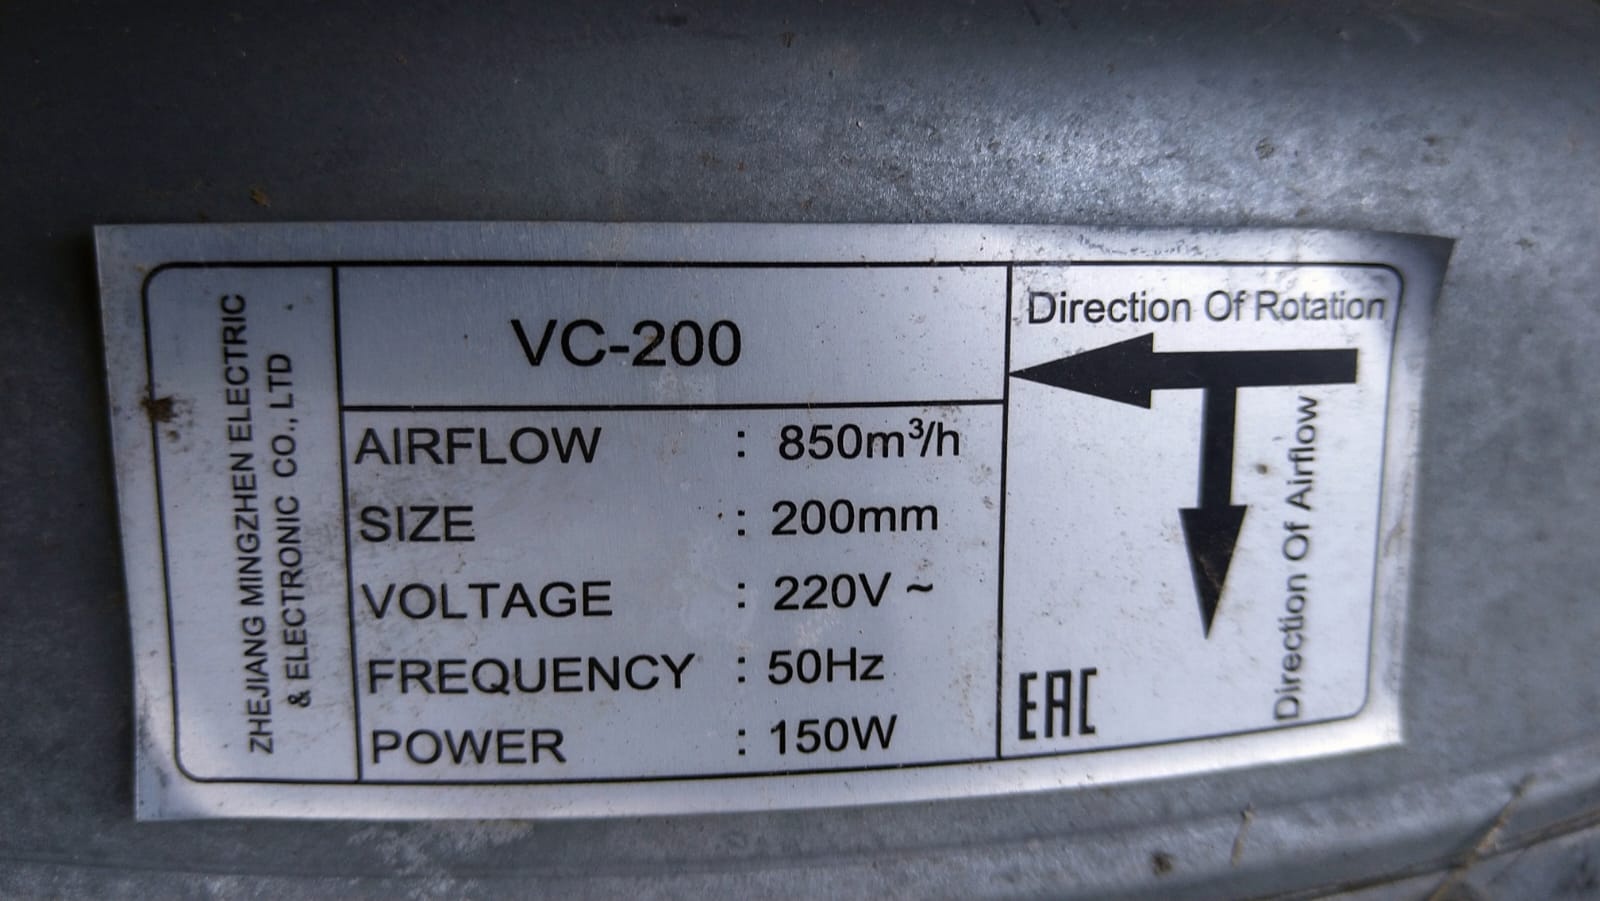 ZHEJIANG MINGZHEN ELECTRIC
& ELECTRONIC CO., LTD
VC-200
AIRFLOW : 850m³/h
SIZE : 200mm
VOLTAGE : 220V ~
FREQUENCY : 50Hz
POWER : 150W
Direction Of Rotation
Direction Of Airflow
EAC